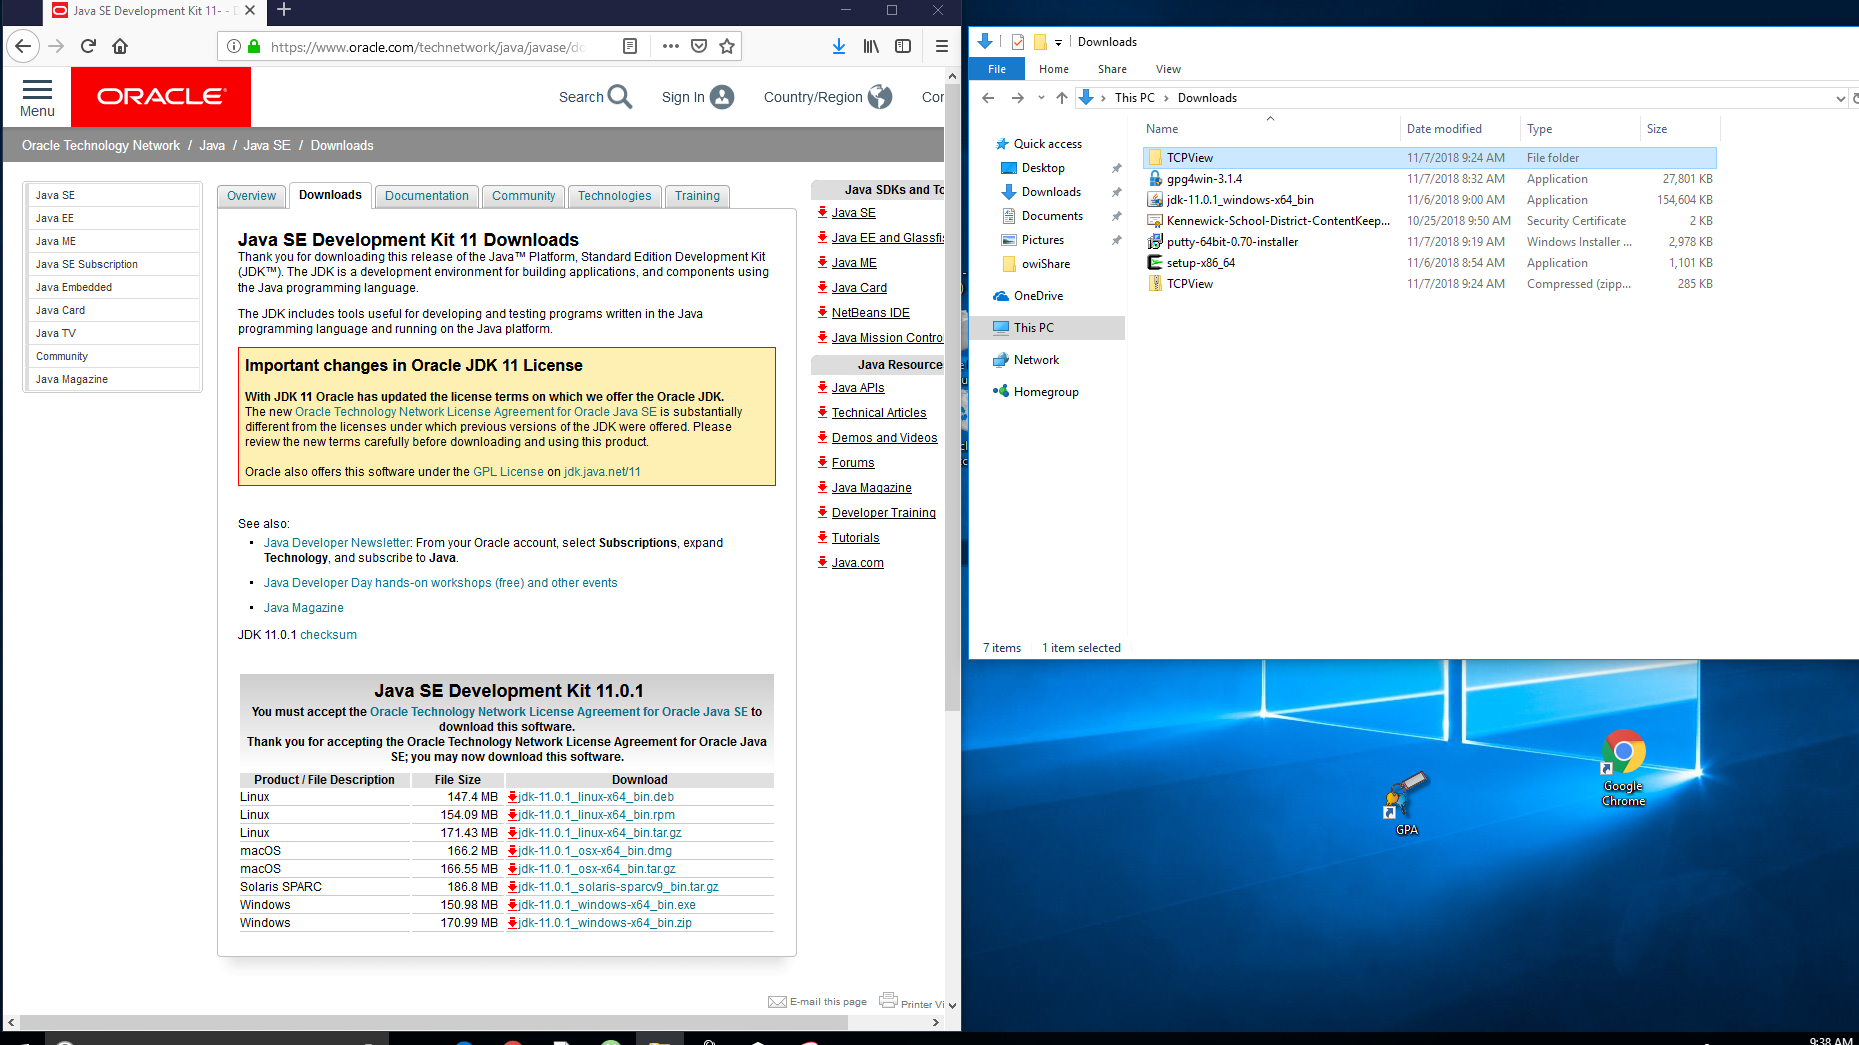 Java SE Development Kit 11- - 
https://www.oracle.com/technetwork/java/javase/do
Menu
ORACLE
Search
Sign In
Country/Region
Oracle Technology Network / Java / Java SE / Downloads
Java SE
Java EE
Java ME
Java SE Subscription
Java Embedded
Java Card
Java TV
Community
Java Magazine
Overview
Downloads
Documentation
Community
Technologies
Training
Java SE Development Kit 11 Downloads
Thank you for downloading this release of the Java™ Platform, Standard Edition Development Kit
(JDK™). The JDK is a development environment for building applications, and components using
the Java programming language.
The JDK includes tools useful for developing and testing programs written in the Java
programming language and running on the Java platform.
Important changes in Oracle JDK 11 License
With JDK 11 Oracle has updated the license terms on which we offer the Oracle JDK.
The new Oracle Technology Network License Agreement for Oracle Java SE is substantially
different from the licenses under which previous versions of the JDK were offered. Please
review the new terms carefully before downloading and using this product.
Oracle also offers this software under the GPL License on jdk.java.net/11
See also:
Java Developer Newsletter: From your Oracle account, select Subscriptions, expand
Technology, and subscribe to Java.
Java Developer Day hands-on workshops (free) and other events
Java Magazine
JDK 11.0.1 checksum
Java SE Development Kit 11.0.1
You must accept the Oracle Technology Network License Agreement for Oracle Java SE to
download this software.
Thank you for accepting the Oracle Technology Network License Agreement for Oracle Java
SE; you may now download this software.
Product / File Description File Size Download
Linux 147.4 MB jdk-11.0.1_linux-x64_bin.deb
Linux 154.09 MB jdk-11.0.1_linux-x64_bin.rpm
Linux 171.43 MB jdk-11.0.1_linux-x64_bin.tar.gz
macOS 166.2 MB jdk-11.0.1_osx-x64_bin.dmg
macOS 166.55 MB jdk-11.0.1_osx-x64_bin.tar.gz
Solaris SPARC 186.8 MB jdk-11.0.1_solaris-sparcv9_bin.tar.gz
Windows 150.98 MB jdk-11.0.1_windows-x64_bin.exe
Windows 170.99 MB jdk-11.0.1_windows-x64_bin.zip
E-mail this page
Printer Vi
Java SDKs and To
Java SE
Java EE and Glassfis
Java ME
Java Card
NetBeans IDE
Java Mission Contro
Java Resource
Java APIs
Technical Articles
Demos and Videos
Forums
Java Magazine
Developer Training
Tutorials
Java.com
Downloads
File Home Share View
This PC > Downloads
Quick access
Desktop
Downloads
Documents
Pictures
owiShare
OneDrive
This PC
Network
Homegroup
Name Date modified Type Size
TCPView 11/7/2018 9:24 AM File folder
gpg4win-3.1.4 11/7/2018 8:32 AM Application 27,801 KB
jdk-11.0.1_windows-x64_bin 11/6/2018 9:00 AM Application 154,604 KB
Kennewick-School-District-ContentKeep... 10/25/2018 9:50 AM Security Certificate 2 KB
putty-64bit-0.70-installer 11/7/2018 9:19 AM Windows Installer ... 2,978 KB
setup-x86_64 11/6/2018 8:54 AM Application 1,101 KB
TCPView 11/7/2018 9:24 AM Compressed (zipp... 285 KB
7 items 1 item selected
GPA
Google
Chrome
9:38 AM